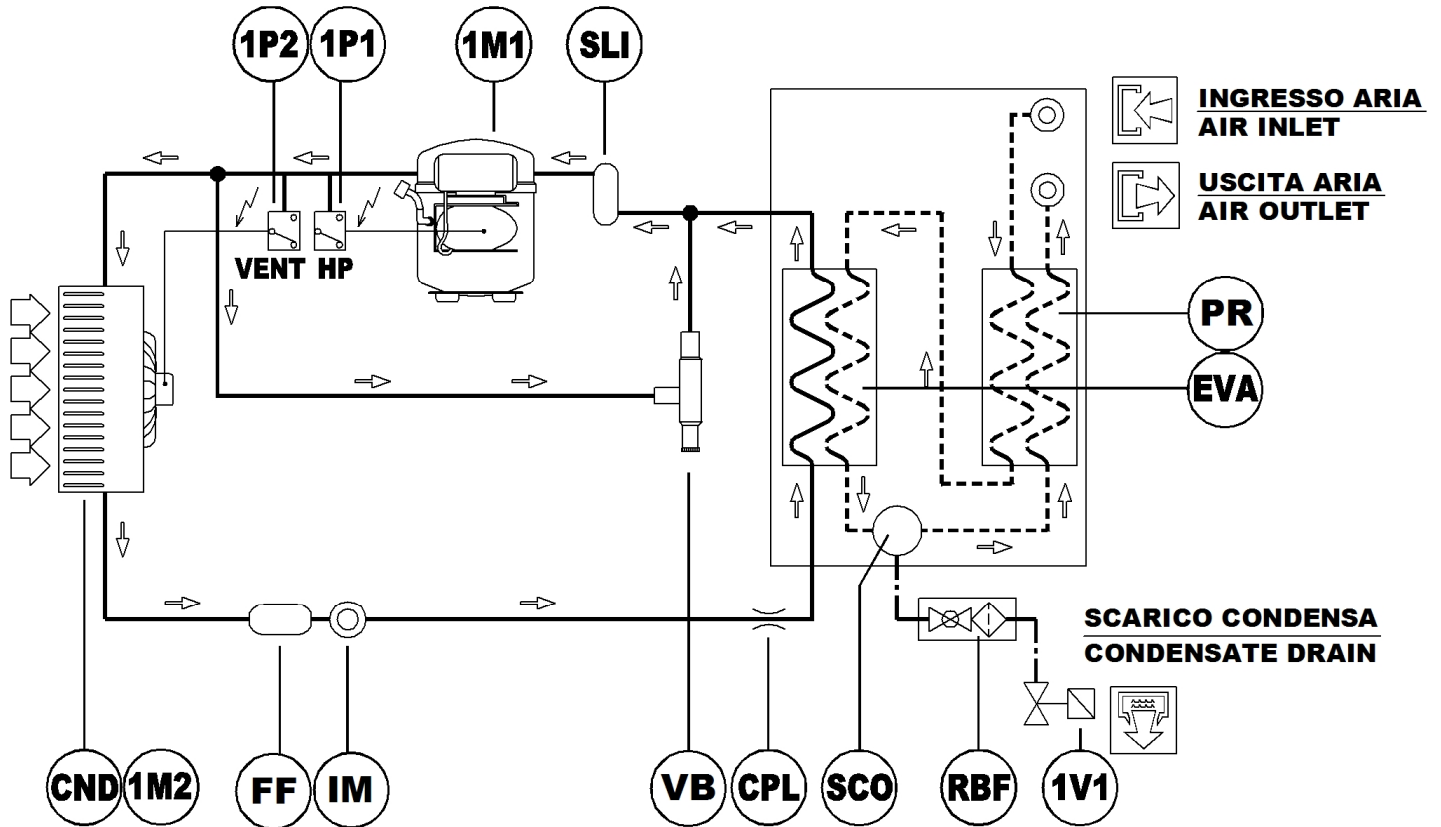 1P2 1P1 1M1 SLI
INGRESSO ARIA
AIR INLET
USCITA ARIA
AIR OUTLET
VENT HP
PR
EVA
SCARICO CONDENSA
CONDENSATE DRAIN
CND 1M2 FF IM VB CPL SCO RBF 1V1